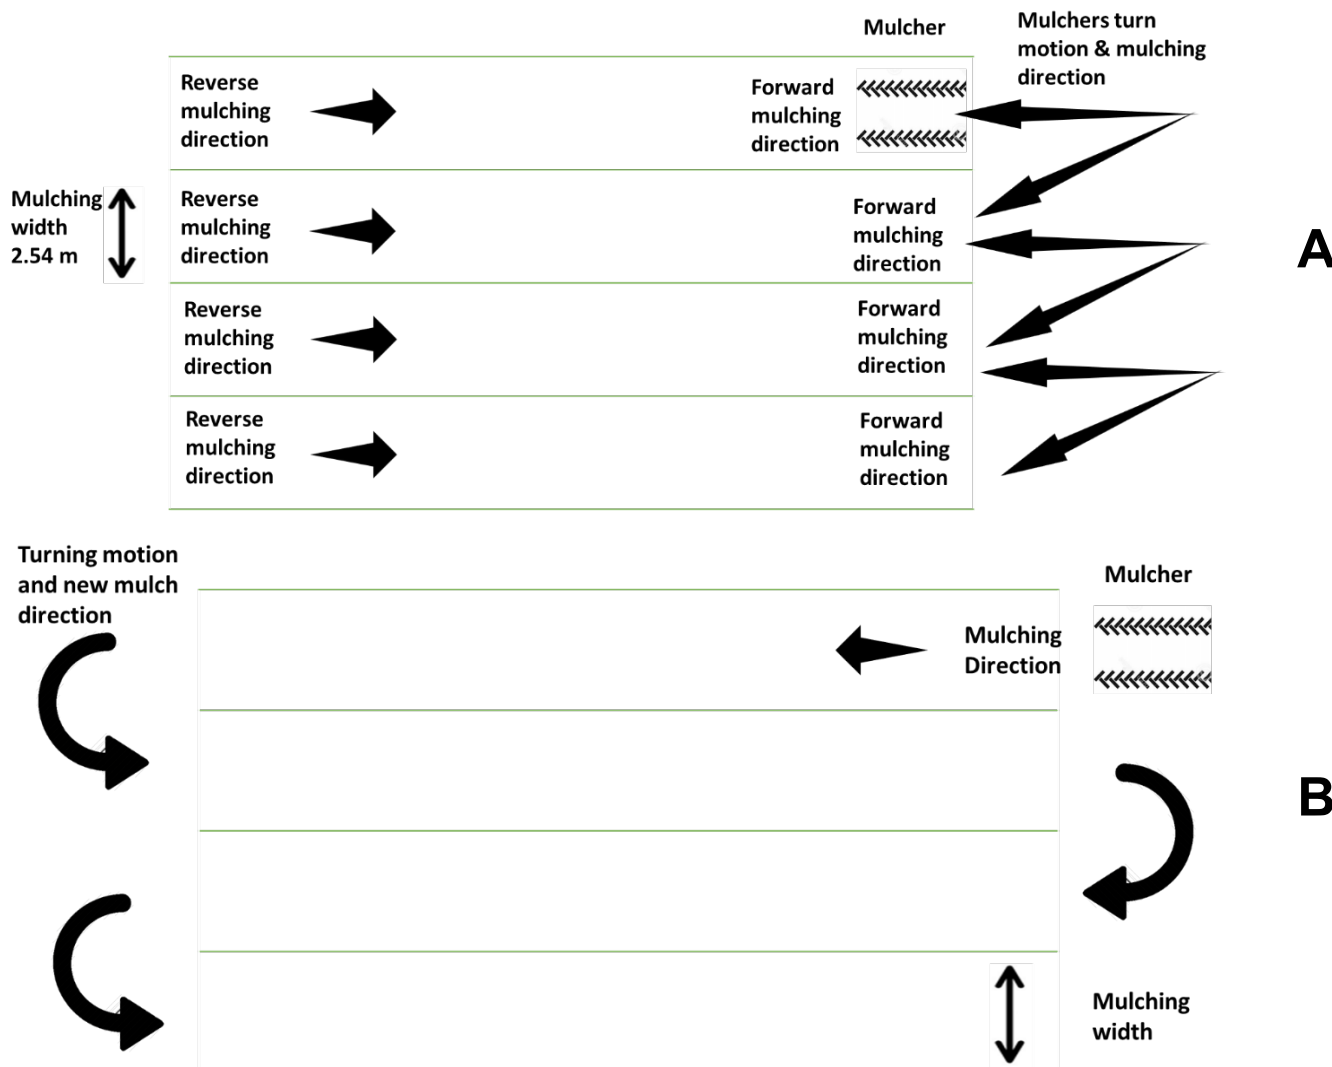 Mulcher
Mulchers turn
motion & mulching
direction
Reverse
mulching
direction
Forward
mulching
direction
Mulching
width
2.54 m
Reverse
mulching
direction
Forward
mulching
direction
A
Reverse
mulching
direction
Forward
mulching
direction
Reverse
mulching
direction
Forward
mulching
direction
Turning motion
and new mulch
direction
Mulcher
Mulching
Direction
B
Mulching
width